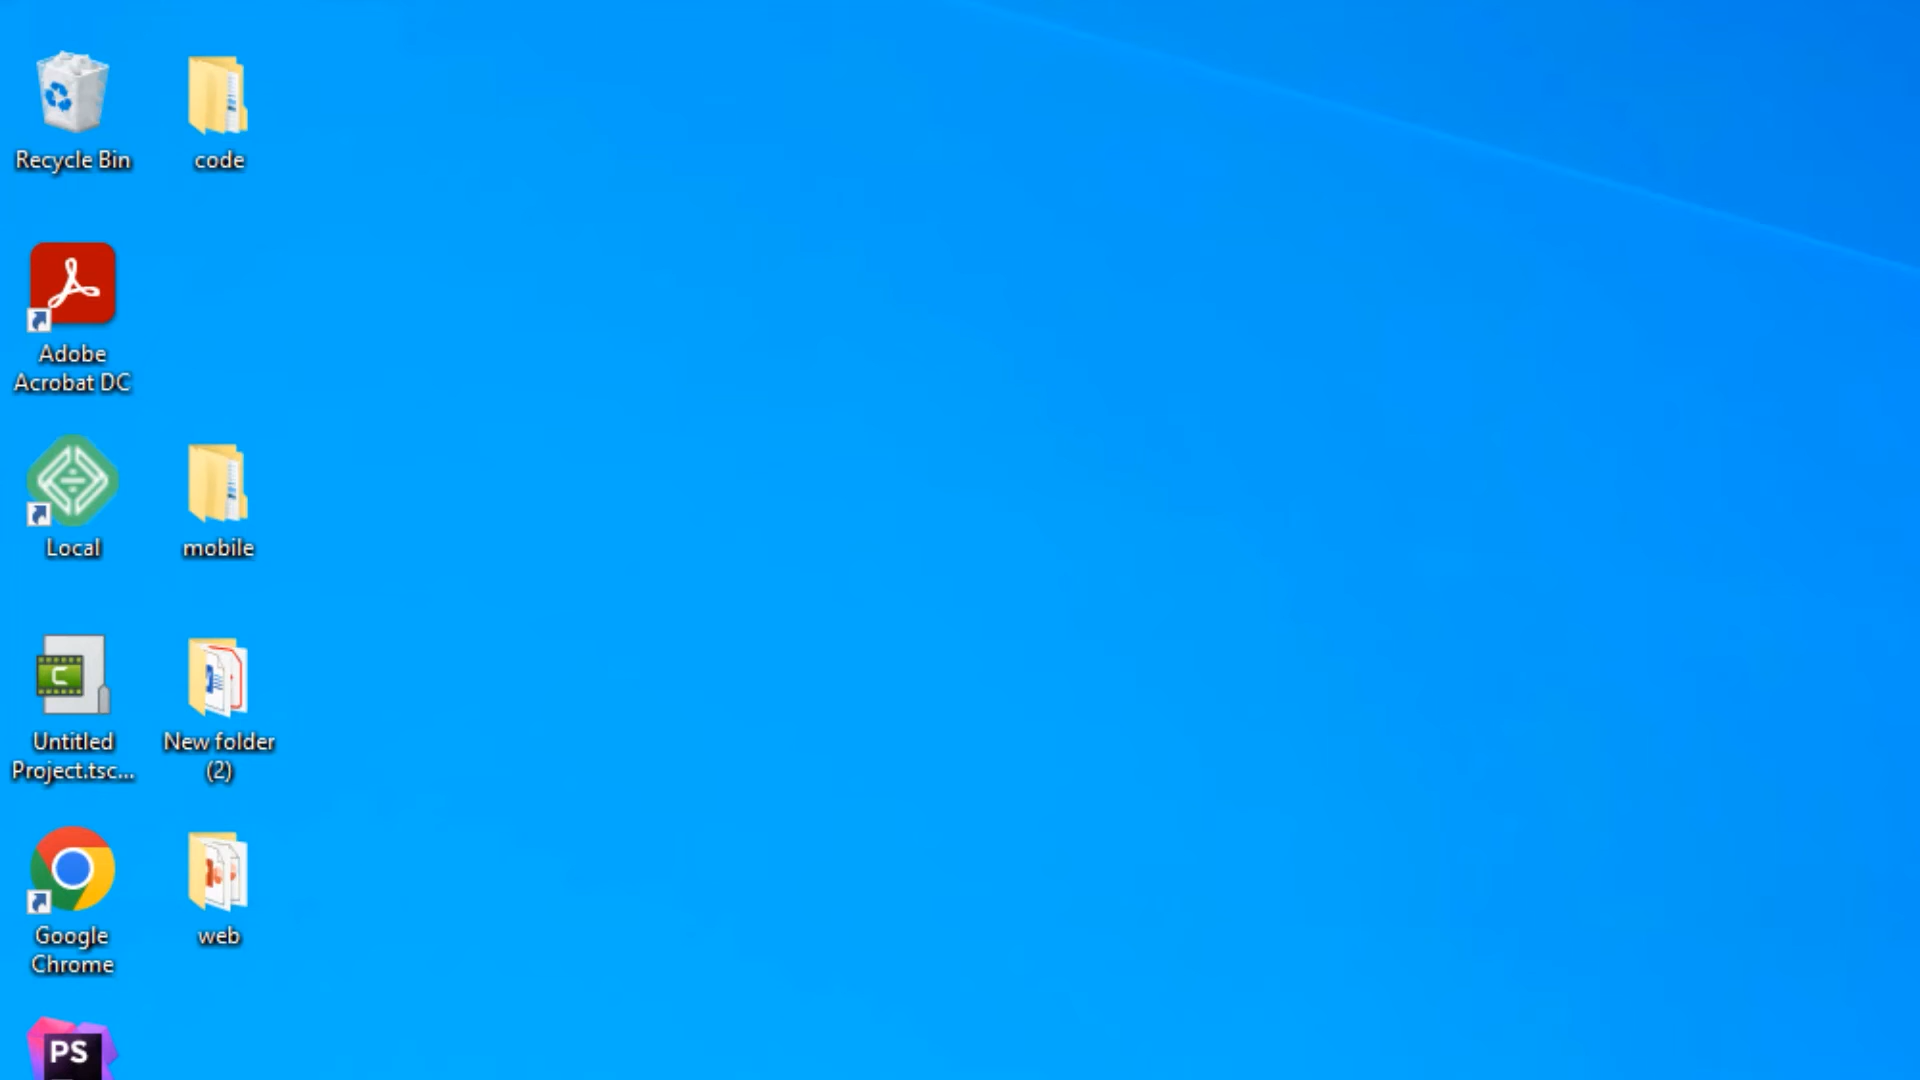 Recycle Bin
code
Adobe
Acrobat DC
Local
mobile
Untitled
Project.tsc...
New folder
(2)
Google
Chrome
web
PS